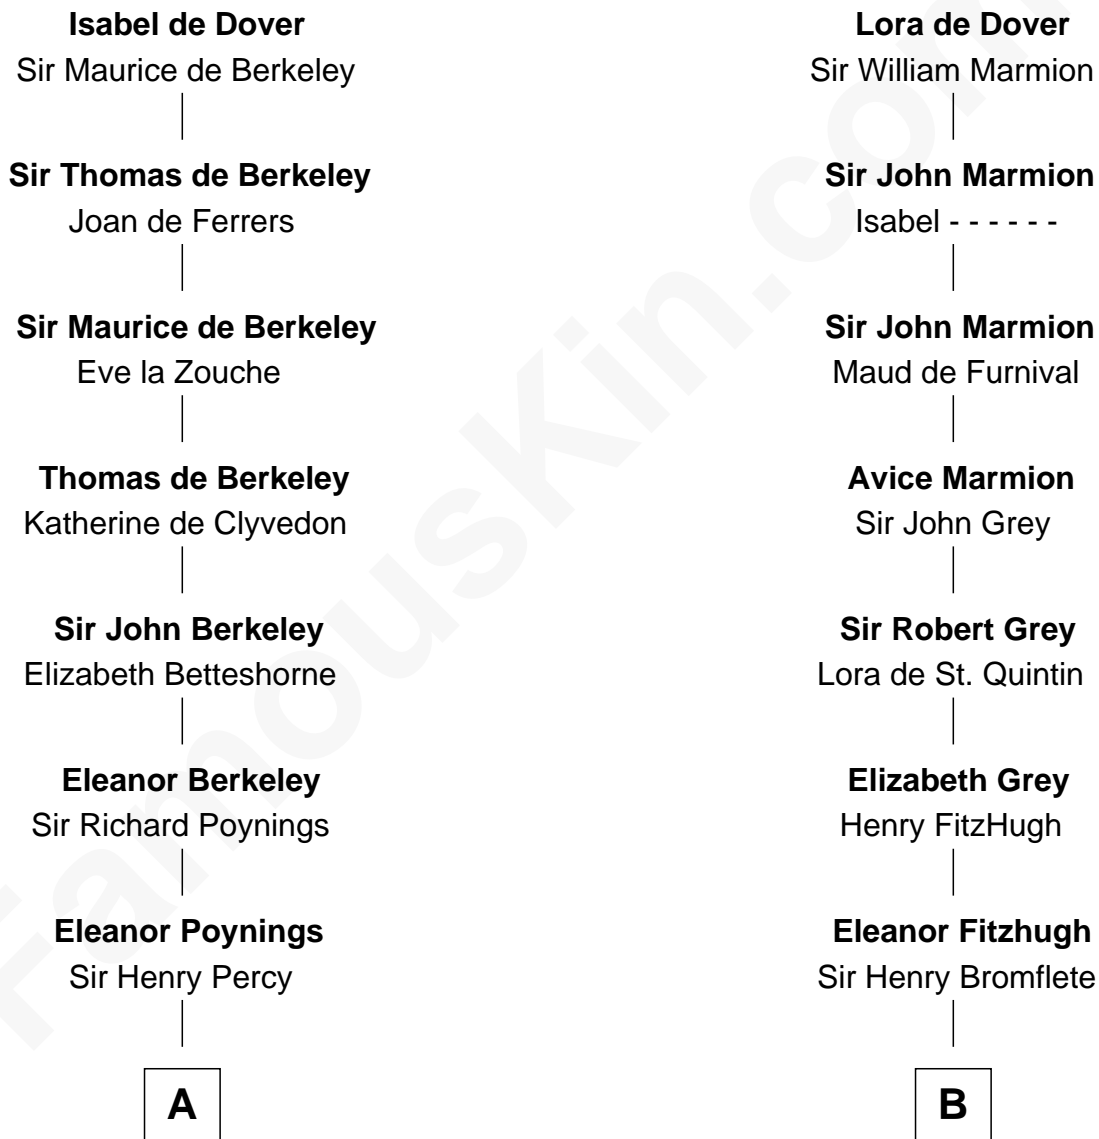 Isabel de Dover
Sir Maurice de Berkeley
Sir Thomas de Berkeley
Joan de Ferrers
Sir Maurice de Berkeley
Eve la Zouche
Thomas de Berkeley
Katherine de Clyvedon
Sir John Berkeley
Elizabeth Betteshorne
Eleanor Berkeley
Sir Richard Poynings
Eleanor Poynings
Sir Henry Percy
A
Lora de Dover
Sir William Marmion
Sir John Marmion
Isabel - - - - - -
Sir John Marmion
Maud de Furnival
Avice Marmion
Sir John Grey
Sir Robert Grey
Lora de St. Quintin
Elizabeth Grey
Henry FitzHugh
Eleanor Fitzhugh
Sir Henry Bromflete
B
FamousKin.com